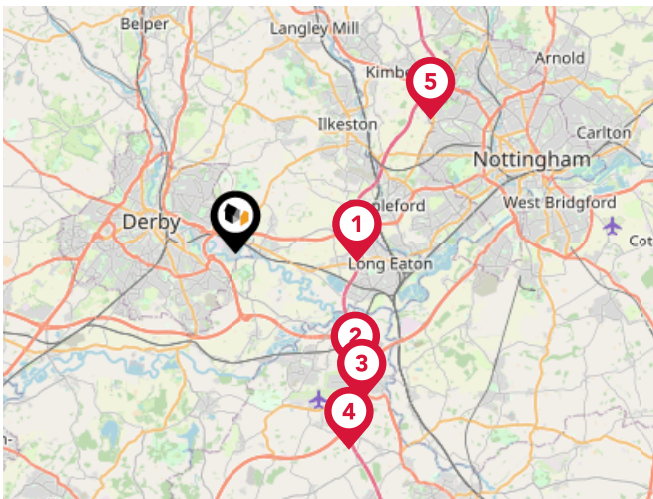 Belper
Langley Mill
Arnold
Kimbe
5
Ilkeston
Carlton
Nottingham
pleford
West Bridgford
Derby
1
Cot
Long Eaton
2
3
4
n-